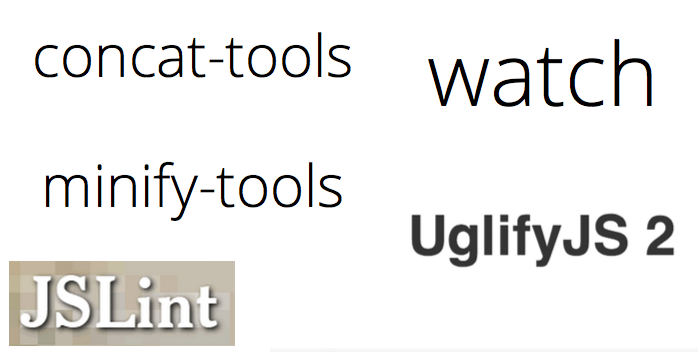 concat-tools
watch
minify-tools
UglifyJS 2
JSLint